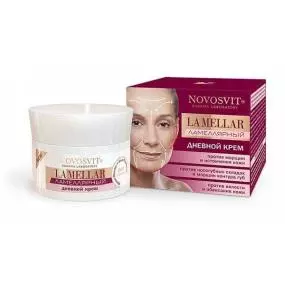 NOVOSVIT®
LAMELLAR
ЛАМЕЛЛЯРНЫЙ
ДНЕВНОЙ КРЕМ
против морщин
и истончения кожи
против носогубных складок
и морщин контура губ
против вялости
и обвисания кожи
NOVOSVIT®
LAMELLAR
ЛАМЕЛЛЯРНЫЙ
ДНЕВНОЙ КРЕМ